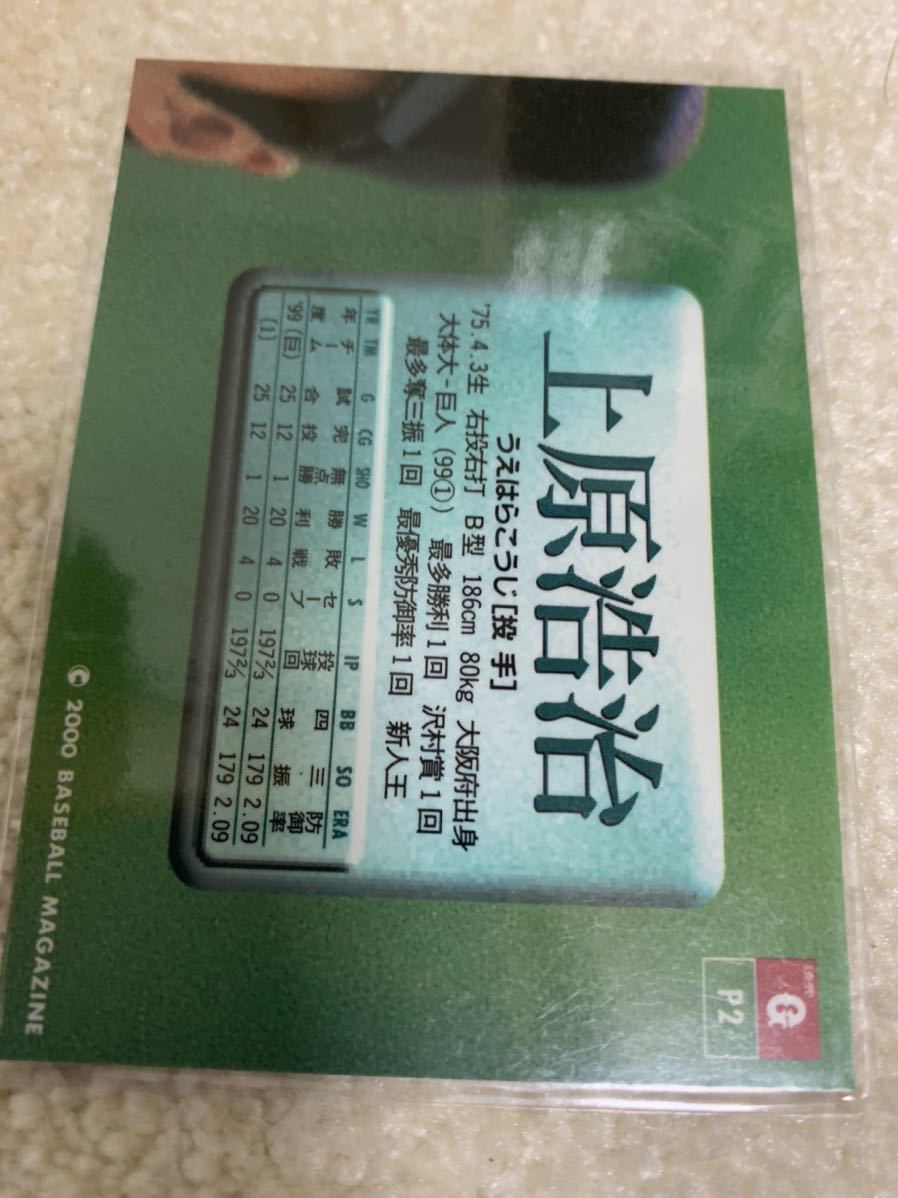 上原浩治
うえはらこうじ[投 手]
'75.4.3生 右投右打 B型 186cm 80kg 大阪府出身
大体大-巨人 (99①) 最多勝利1回 沢村賞1回
最多奪三振1回 最優秀防御率1回 新人王
YR TM G CG SHO W L S IP BB SO ERA
年度 チーム 試合 完投 無点勝 勝利 敗戦 セーブ 投球回 四球 三振 防御率
'99 (巨) 25 12 1 20 4 0 197⅔ 24 179 2.09
(1) 25 12 1 20 4 0 197⅔ 24 179 2.09
G
P2
© 2000 BASEBALL MAGAZINE